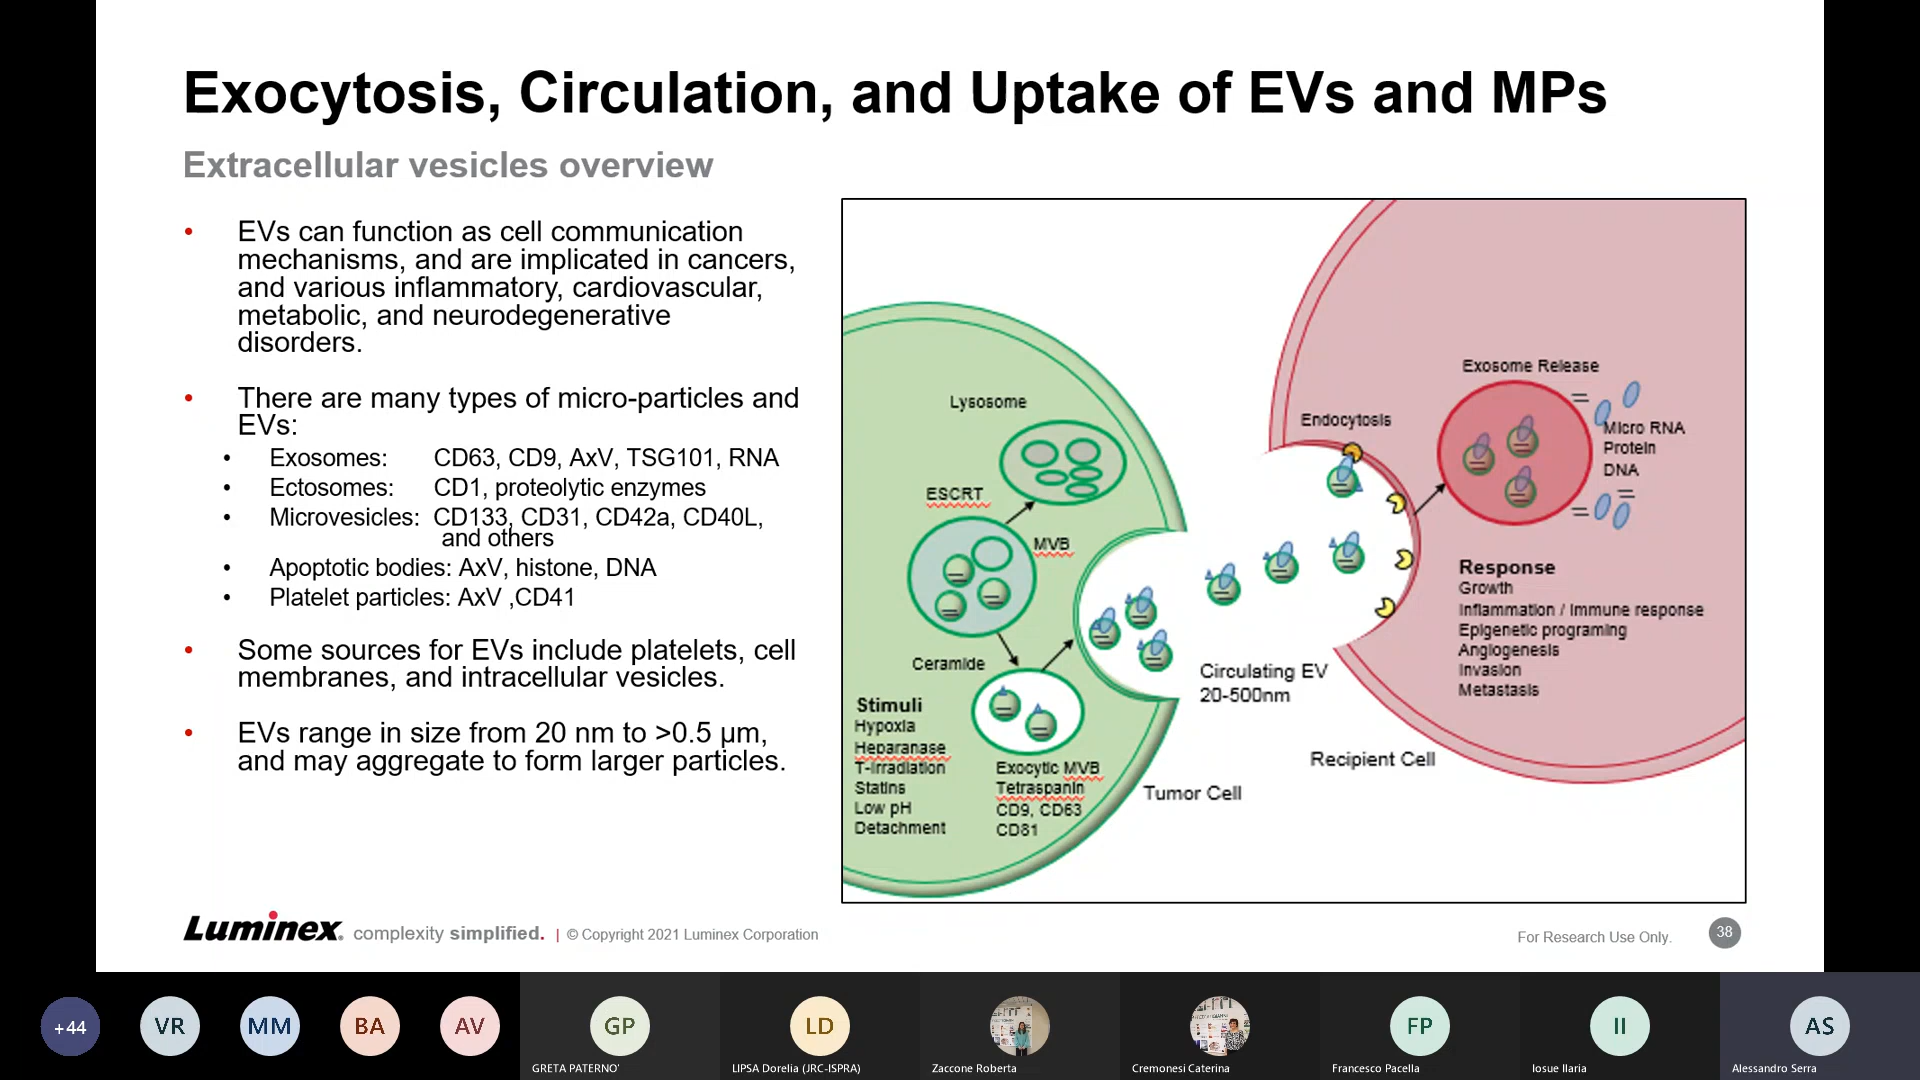 Exocytosis, Circulation, and Uptake of EVs and MPs
Extracellular vesicles overview
• EVs can function as cell communication
mechanisms, and are implicated in cancers,
and various inflammatory, cardiovascular,
metabolic, and neurodegenerative
disorders.
• There are many types of micro-particles and
EVs:
• Exosomes: CD63, CD9, AxV, TSG101, RNA
• Ectosomes: CD1, proteolytic enzymes
• Microvesicles: CD133, CD31, CD42a, CD40L,
and others
• Apoptotic bodies: AxV, histone, DNA
• Platelet particles: AxV ,CD41
• Some sources for EVs include platelets, cell
membranes, and intracellular vesicles.
• EVs range in size from 20 nm to >0.5 µm,
and may aggregate to form larger particles.
Lysosome
ESCRT
MVB
Ceramide
Stimuli
Hypoxia
Heparanase
T-Irradiation
Statins
Low pH
Detachment
Exocytic MVB
Tetraspanin
CD9, CD63
CD81
Tumor Cell
Circulating EV
20-500nm
Endocytosis
Exosome Release
Micro RNA
Protein
DNA
Response
Growth
Inflammation / Immune response
Epigenetic programing
Angiogenesis
Invasion
Metastasis
Recipient Cell
Luminex. complexity simplified. | © Copyright 2021 Luminex Corporation
For Research Use Only.
38
+44
VR
MM
BA
AV
GP
GRETA PATERNO'
LD
LIPSA Dorelia (JRC-ISPRA)
Zaccone Roberta
Cremonesi Caterina
FP
Francesco Pacella
II
Iosue Ilaria
AS
Alessandro Serra